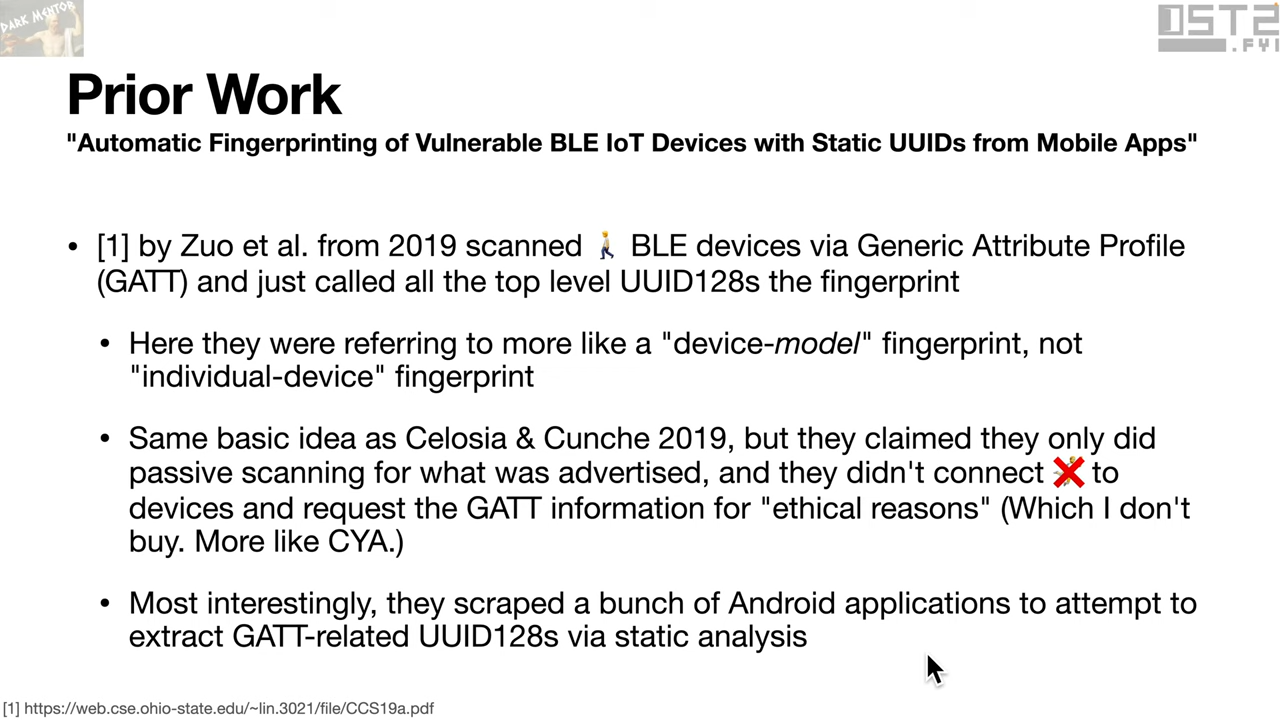 DARK MENTOR
OST2
.FYI
Prior Work
"Automatic Fingerprinting of Vulnerable BLE IoT Devices with Static UUIDs from Mobile Apps"
• [1] by Zuo et al. from 2019 scanned 🚶 BLE devices via Generic Attribute Profile
(GATT) and just called all the top level UUID128s the fingerprint
• Here they were referring to more like a "device-model" fingerprint, not
"individual-device" fingerprint
• Same basic idea as Celosia & Cunche 2019, but they claimed they only did
passive scanning for what was advertised, and they didn't connect ❌ to
devices and request the GATT information for "ethical reasons" (Which I don't
buy. More like CYA.)
• Most interestingly, they scraped a bunch of Android applications to attempt to
extract GATT-related UUID128s via static analysis
[1] https://web.cse.ohio-state.edu/~lin.3021/file/CCS19a.pdf